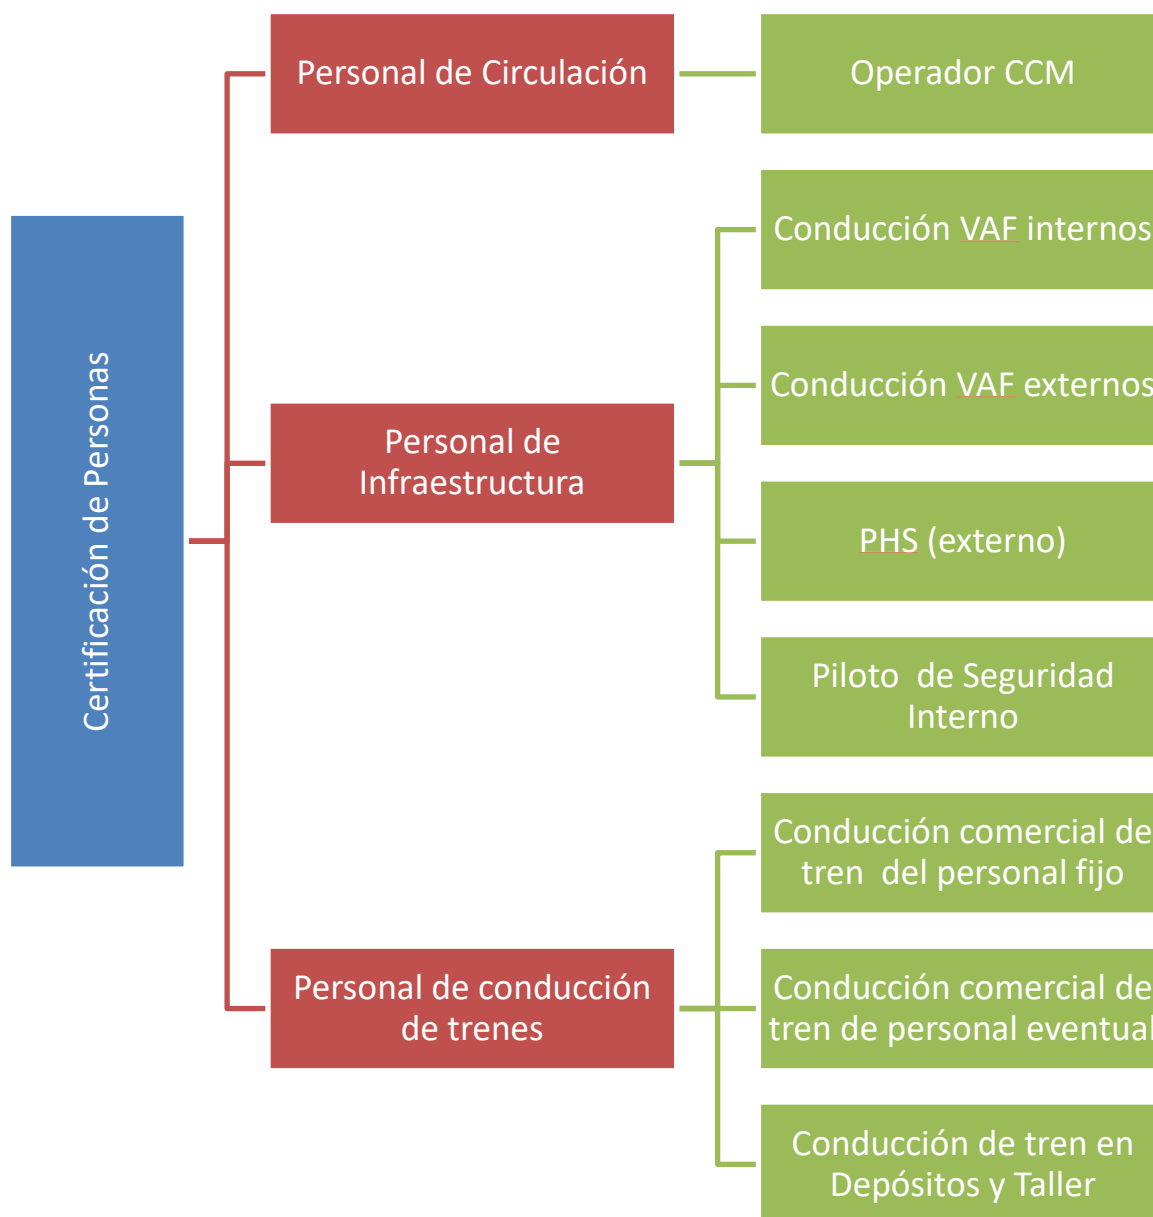 Certificación de Personas
Personal de Circulación
Operador CCM
Personal de
Infraestructura
Conducción VAF internos
Conducción VAF externos
PHS (externo)
Piloto  de Seguridad
Interno
Personal de conducción
de trenes
Conducción comercial de
tren  del personal fijo
Conducción comercial de
tren de personal eventual
Conducción de tren en
Depósitos y Taller